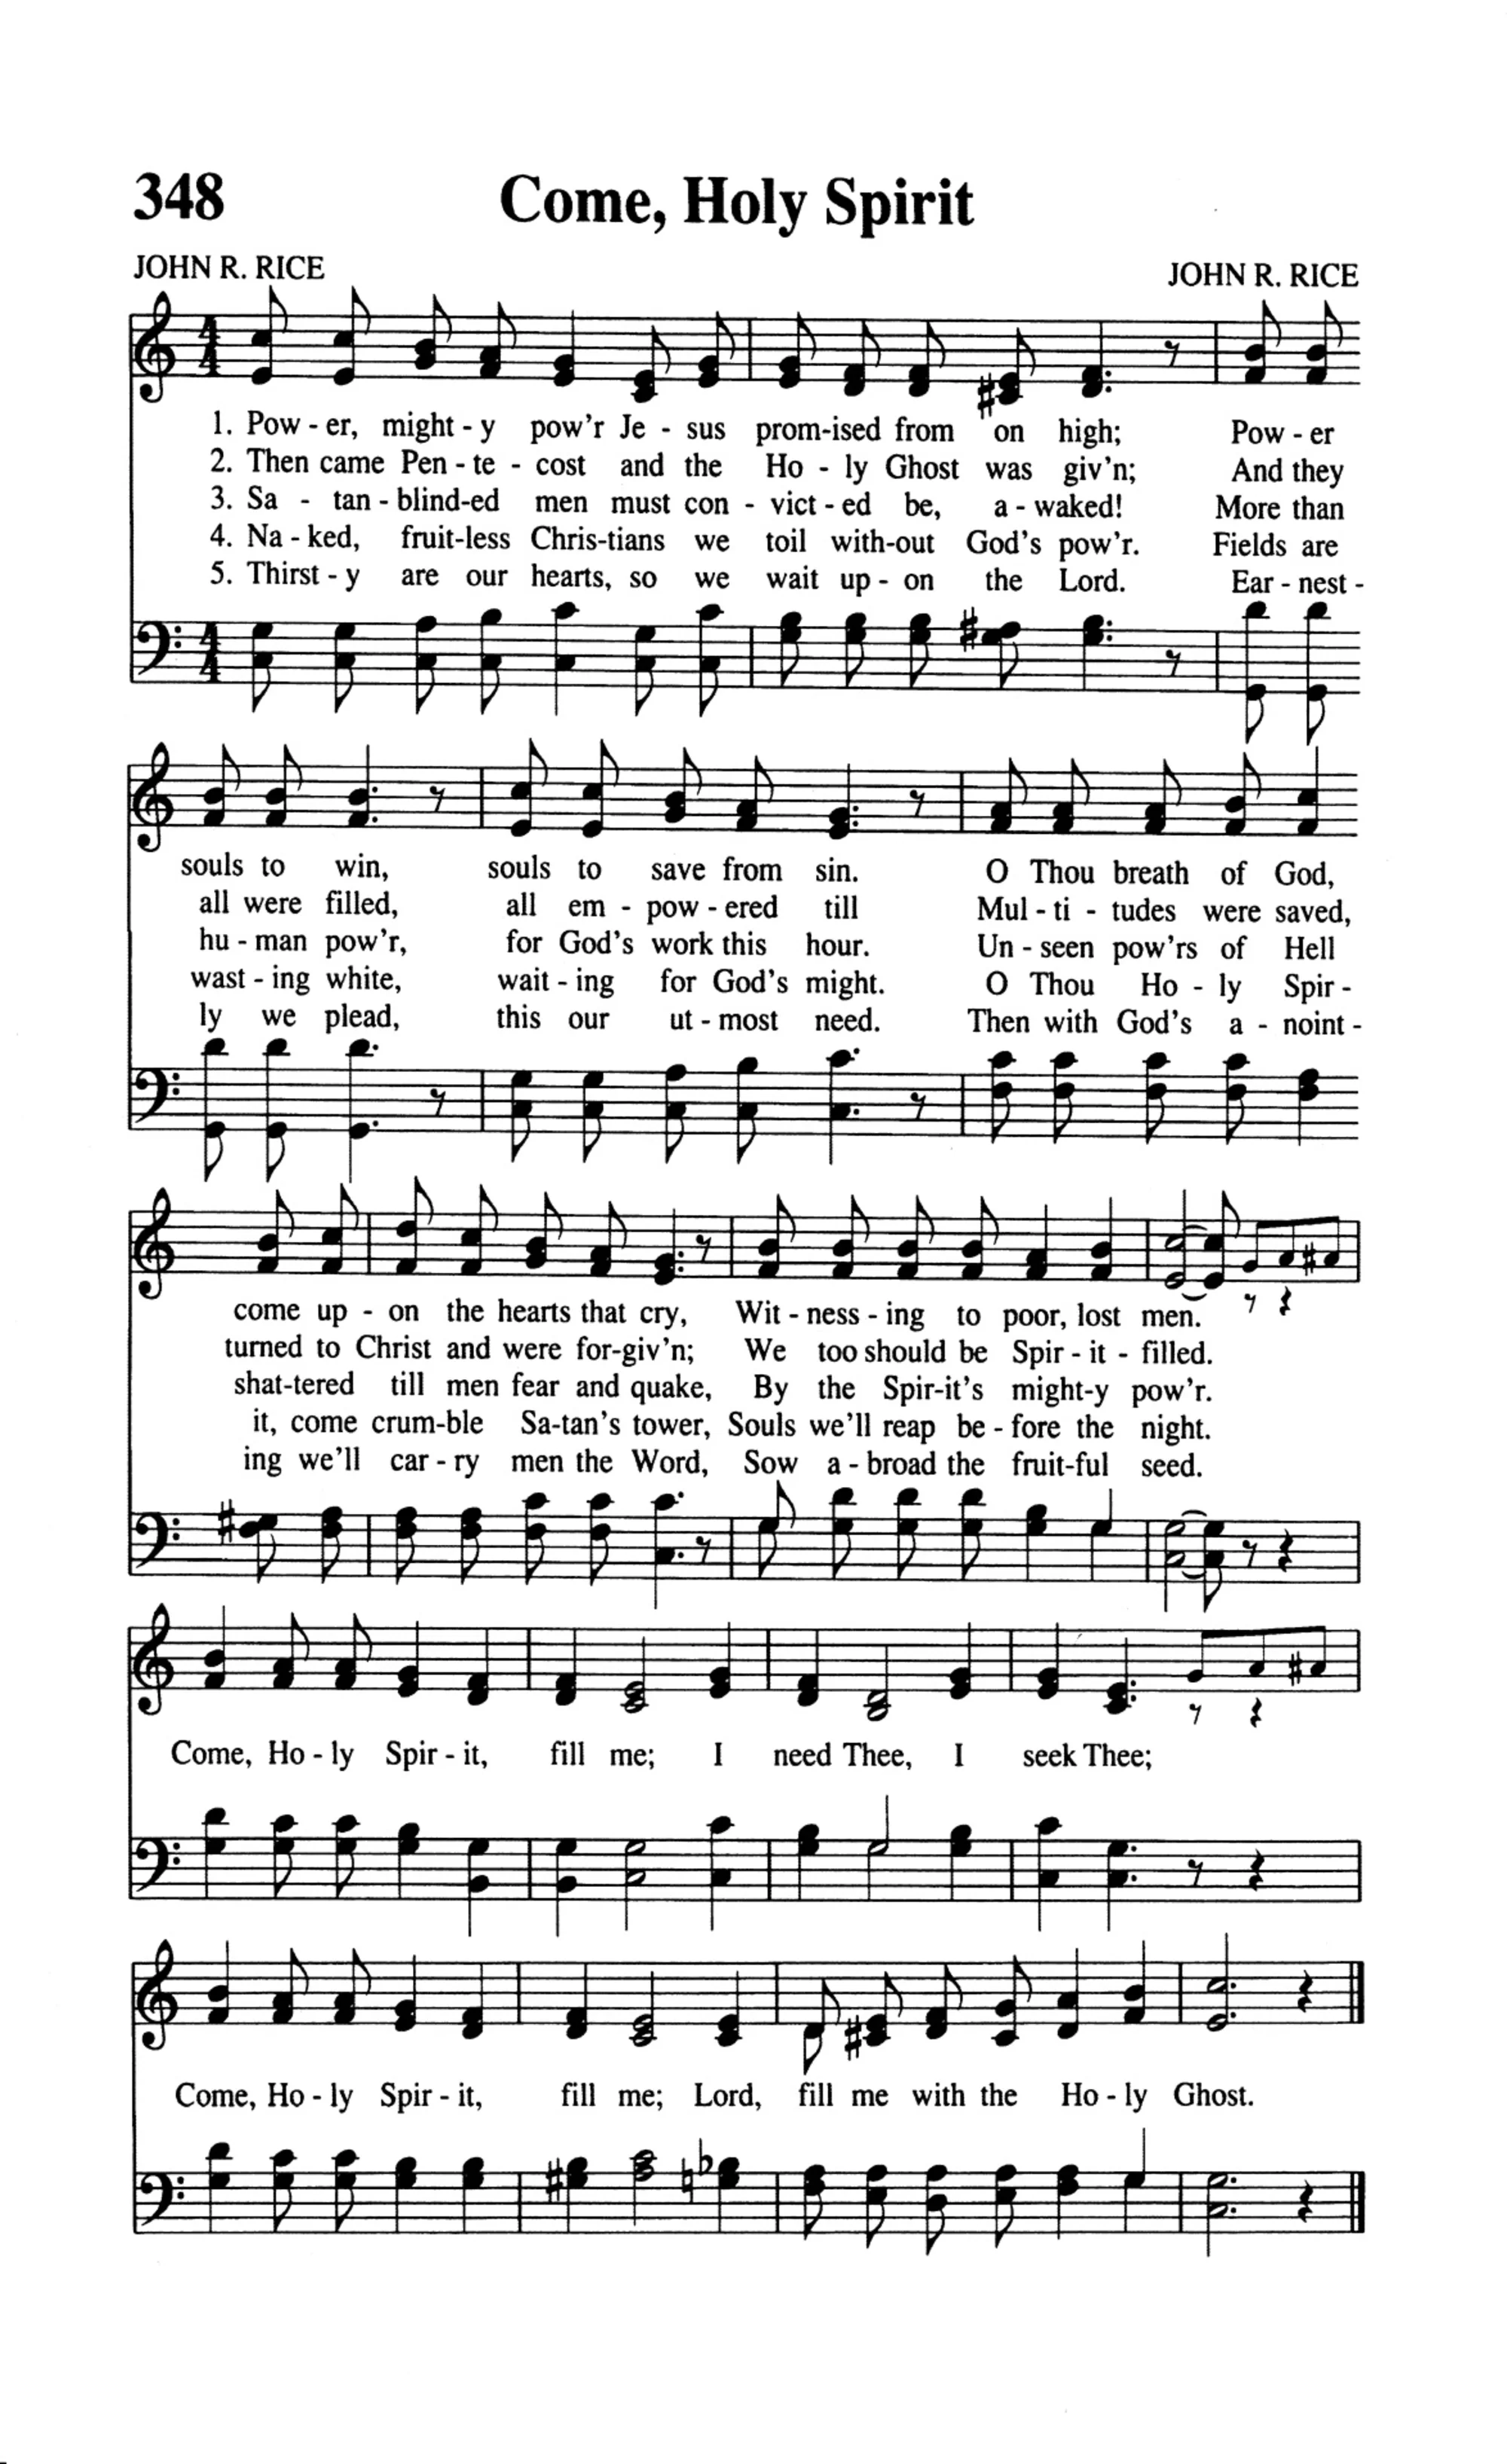 348 Come, Holy Spirit
JOHN R. RICE JOHN R. RICE
1. Pow - er, might - y pow'r Je - sus prom-ised from on high; Pow - er
2. Then came Pen - te - cost and the Ho - ly Ghost was giv'n; And they
3. Sa - tan - blind-ed men must con - vict - ed be, a - waked! More than
4. Na - ked, fruit-less Chris-tians we toil with-out God's pow'r. Fields are
5. Thirst - y are our hearts, so we wait up - on the Lord. Ear - nest -
souls to win, souls to save from sin. O Thou breath of God,
all were filled, all em - pow - ered till Mul - ti - tudes were saved,
hu - man pow'r, for God's work this hour. Un - seen pow'rs of Hell
wast - ing white, wait - ing for God's might. O Thou Ho - ly Spir -
ly we plead, this our ut - most need. Then with God's a - noint -
come up - on the hearts that cry, Wit - ness - ing to poor, lost men.
turned to Christ and were for-giv'n; We too should be Spir - it - filled.
shat-tered till men fear and quake, By the Spir-it's might-y pow'r.
it, come crum-ble Sa-tan's tower, Souls we'll reap be - fore the night.
ing we'll car - ry men the Word, Sow a - broad the fruit-ful seed.
Come, Ho - ly Spir - it, fill me; I need Thee, I seek Thee;
Come, Ho - ly Spir - it, fill me; Lord, fill me with the Ho - ly Ghost.